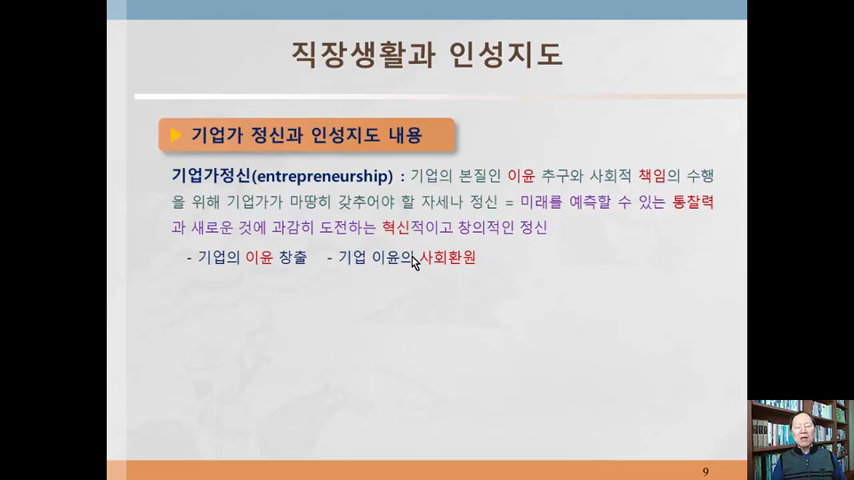 직장생활과 인성지도
기업가 정신과 인성지도 내용
기업가정신(entrepreneurship) : 기업의 본질인 이윤 추구와 사회적 책임의 수행
을 위해 기업가가 마땅히 갖추어야 할 자세나 정신 = 미래를 예측할 수 있는 통찰력
과 새로운 것에 과감히 도전하는 혁신적이고 창의적인 정신
- 기업의 이윤 창출 - 기업 이윤의 사회환원
9